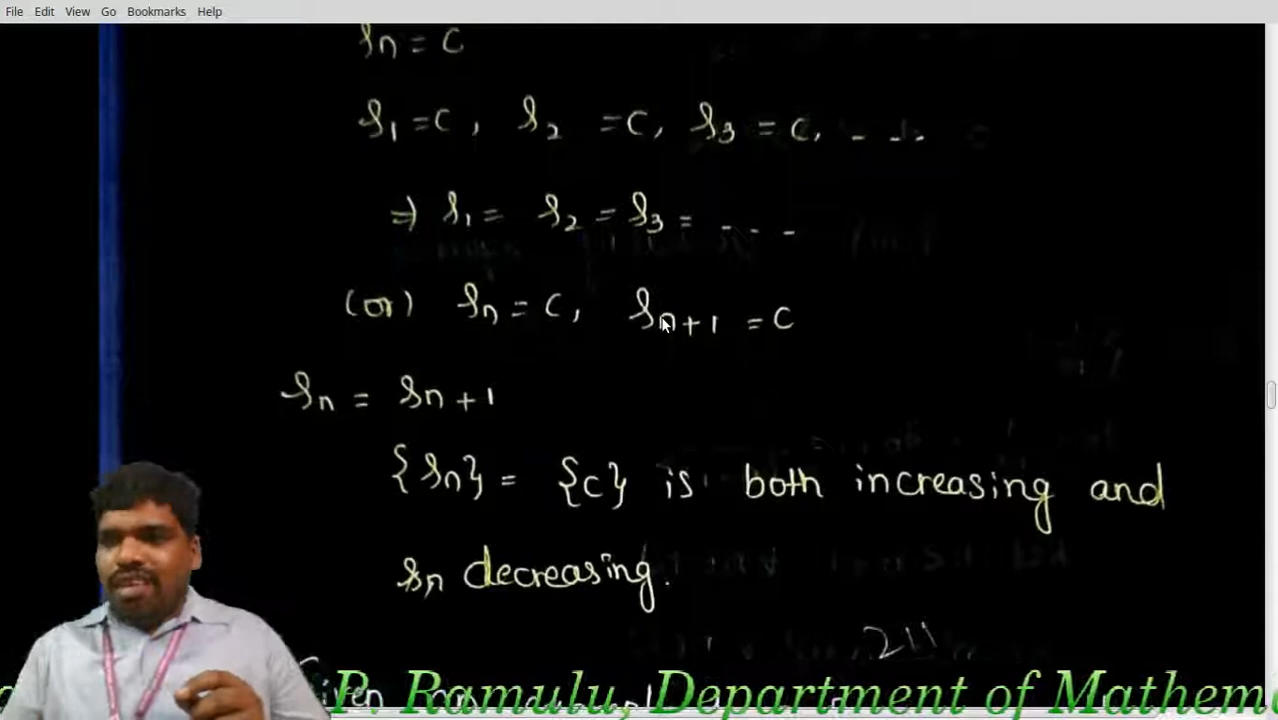 File Edit View Go Bookmarks Help
Sn = C
S1 = C, S2 = C, S3 = C, - - -
⇒ S1 = S2 = S3 = - - -
(or) Sn = C, Sn+1 = C
Sn = Sn+1
{Sn} = {C} is both increasing and
Sn decreasing.
P. Ramulu, Department of Mathem